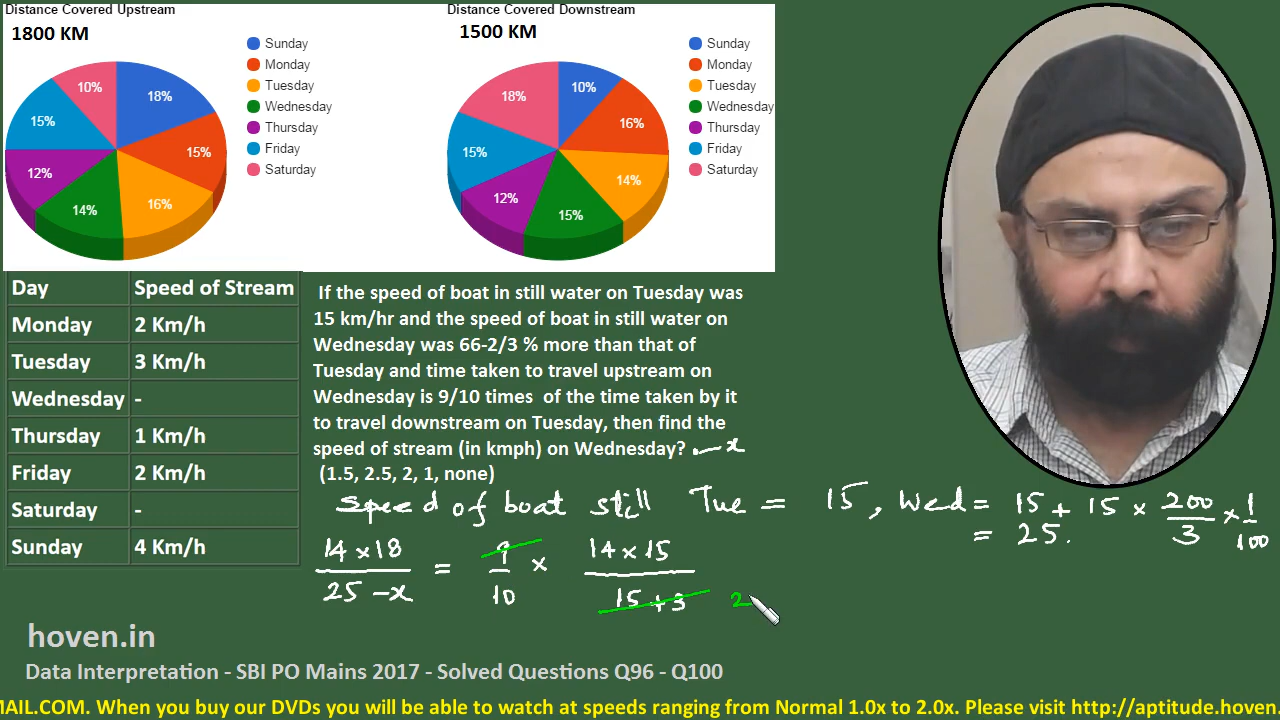 Distance Covered Upstream
1800 KM
Sunday
Monday
Tuesday
Wednesday
Thursday
Friday
Saturday
18%
15%
16%
14%
12%
15%
10%
Distance Covered Downstream
1500 KM
Sunday
Monday
Tuesday
Wednesday
Thursday
Friday
Saturday
10%
16%
14%
15%
12%
15%
18%
Day Speed of Stream
Monday 2 Km/h
Tuesday 3 Km/h
Wednesday -
Thursday 1 Km/h
Friday 2 Km/h
Saturday -
Sunday 4 Km/h
If the speed of boat in still water on Tuesday was
15 km/hr and the speed of boat in still water on
Wednesday was 66-2/3 % more than that of
Tuesday and time taken to travel upstream on
Wednesday is 9/10 times of the time taken by it
to travel downstream on Tuesday, then find the
speed of stream (in kmph) on Wednesday? — x
(1.5, 2.5, 2, 1, none)
Speed of boat still Tue = 15, Wed = 15 + 15 × 200/3 × 1/100
= 25.
14 × 18 / 25 - x = 9/10 × 14 × 15 / 15 + 3 2
hoven.in
Data Interpretation - SBI PO Mains 2017 - Solved Questions Q96 - Q100
MAIL.COM. When you buy our DVDs you will be able to watch at speeds ranging from Normal 1.0x to 2.0x. Please visit http://aptitude.hoven.